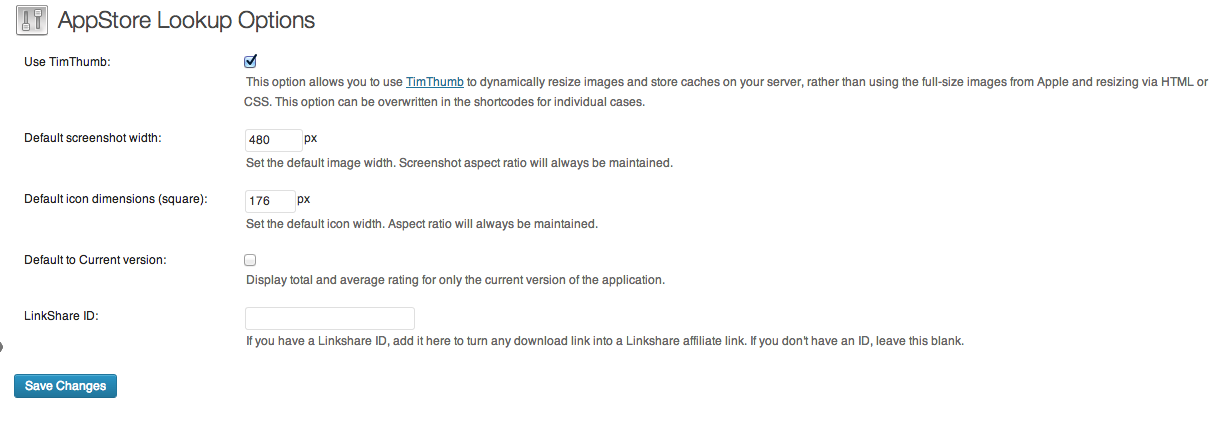 AppStore Lookup Options
Use TimThumb:
This option allows you to use TimThumb to dynamically resize images and store caches on your server, rather than using the full-size images from Apple and resizing via HTML or
CSS. This option can be overwritten in the shortcodes for individual cases.
Default screenshot width: 480 px
Set the default image width. Screenshot aspect ratio will always be maintained.
Default icon dimensions (square): 176 px
Set the default icon width. Aspect ratio will always be maintained.
Default to Current version:
Display total and average rating for only the current version of the application.
LinkShare ID:
If you have a Linkshare ID, add it here to turn any download link into a Linkshare affiliate link. If you don't have an ID, leave this blank.
Save Changes